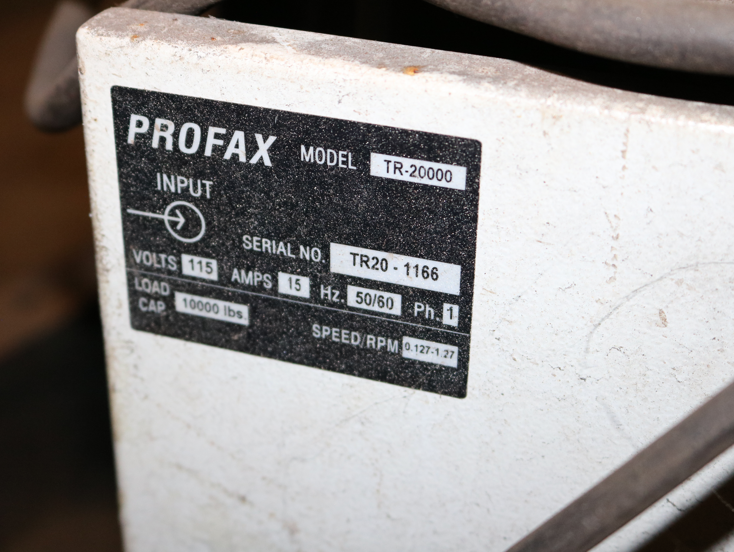 PROFAX MODEL TR-20000
INPUT
SERIAL NO. TR20 - 1166
VOLTS 115 AMPS 15 Hz. 50/60 Ph. 1
LOAD CAP. 10000 lbs.
SPEED/RPM 0.127-1.27